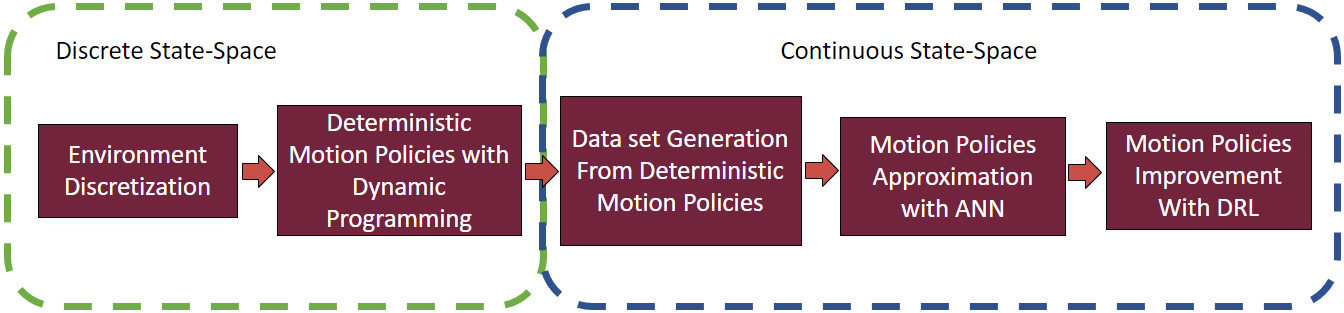 Discrete State-Space
Continuous State-Space
Environment
Discretization
Deterministic
Motion Policies with
Dynamic
Programming
Data set Generation
From Deterministic
Motion Policies
Motion Policies
Approximation
with ANN
Motion Policies
Improvement
With DRL